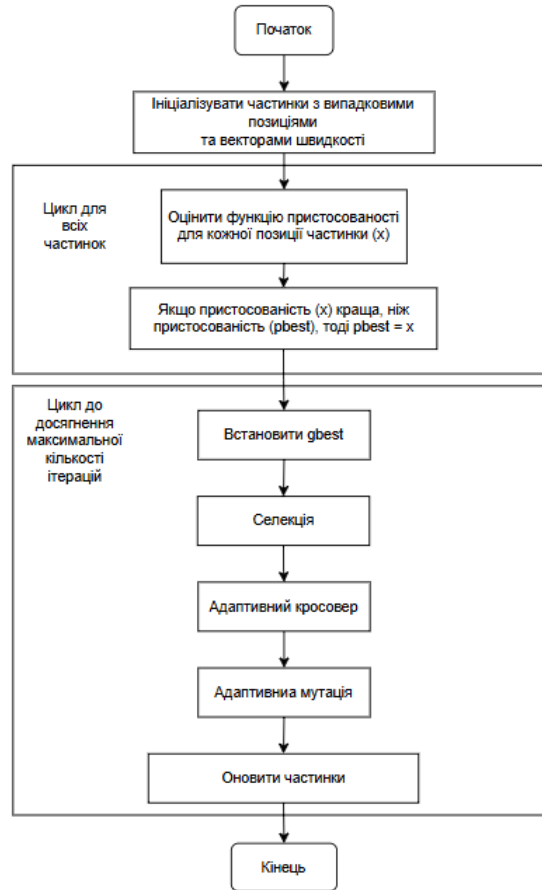 Початок
Ініціалізувати частинки з випадковими
позиціями
та векторами швидкості
Цикл для
всіх
частинок
Оцінити функцію пристосованості
для кожної позиції частинки (x)
Якщо пристосованість (x) краща, ніж
пристосованість (pbest), тоді pbest = x
Цикл до
досягнення
максимальної
кількості
ітерацій
Встановити gbest
Селекція
Адаптивний кросовер
Адаптивниа мутація
Оновити частинки
Кінець